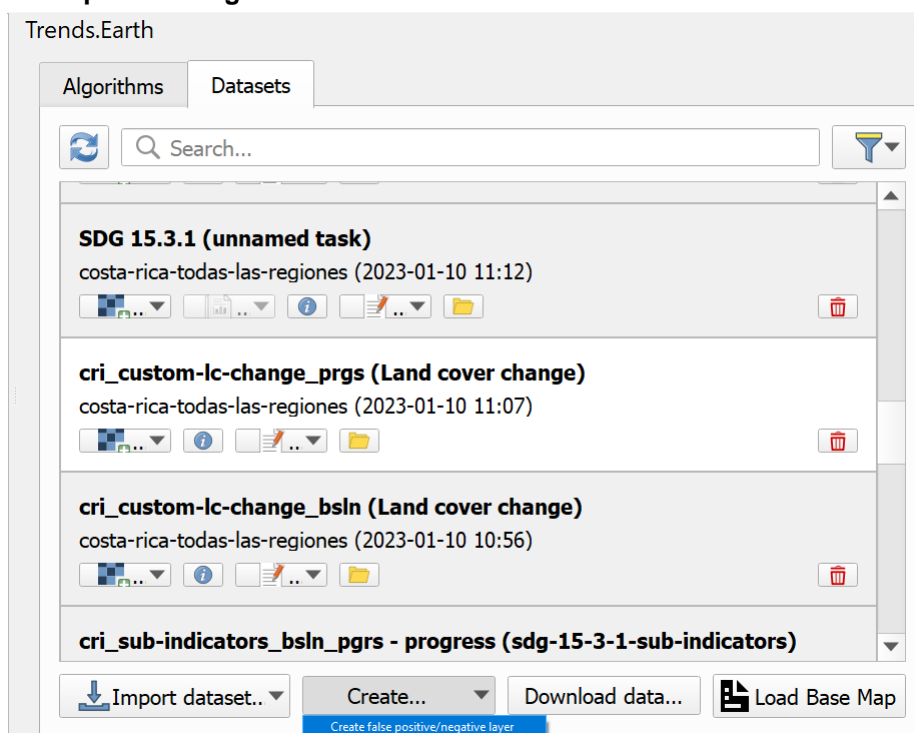 Trends.Earth
Algorithms
Datasets
Search...
SDG 15.3.1 (unnamed task)
costa-rica-todas-las-regiones (2023-01-10 11:12)
cri_custom-lc-change_prgs (Land cover change)
costa-rica-todas-las-regiones (2023-01-10 11:07)
cri_custom-lc-change_bsln (Land cover change)
costa-rica-todas-las-regiones (2023-01-10 10:56)
cri_sub-indicators_bsln_pgrs - progress (sdg-15-3-1-sub-indicators)
Import dataset.. Create... Download data... Load Base Map
Create false positive/negative layer